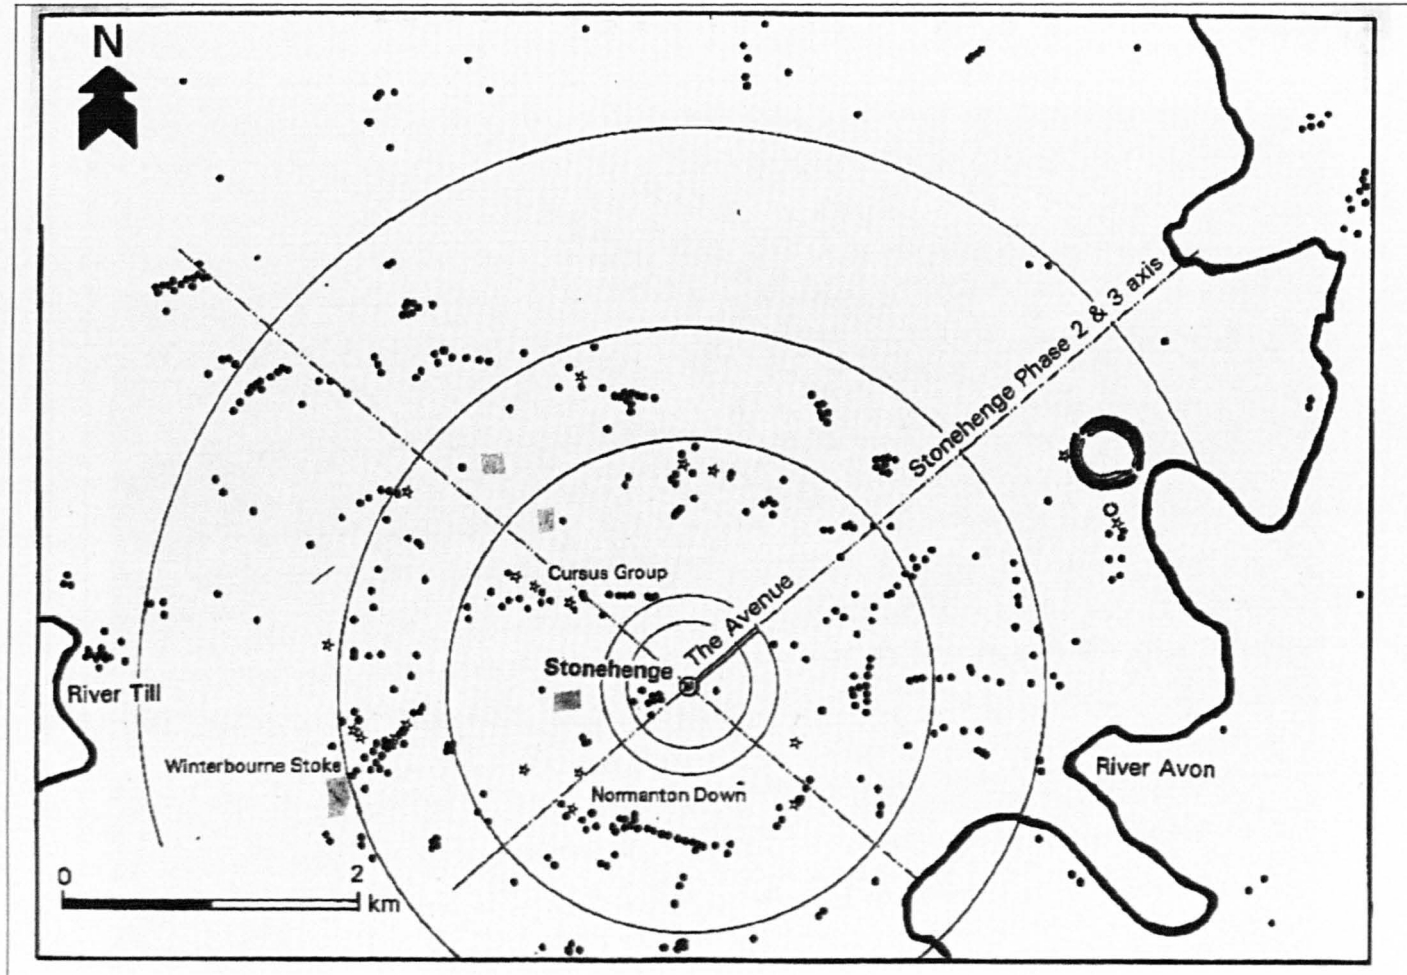 N
Stonehenge Phase 2 & 3 axis
Cursus Group
The Avenue
Stonehenge
River Till
Winterbourne Stoke
River Avon
Normanton Down
0 2
km